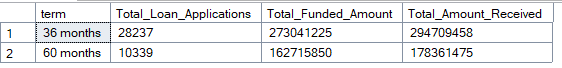 term Total_Loan_Applications Total_Funded_Amount Total_Amount_Received
1 36 months 28237 273041225 294709458
2 60 months 10339 162715850 178361475